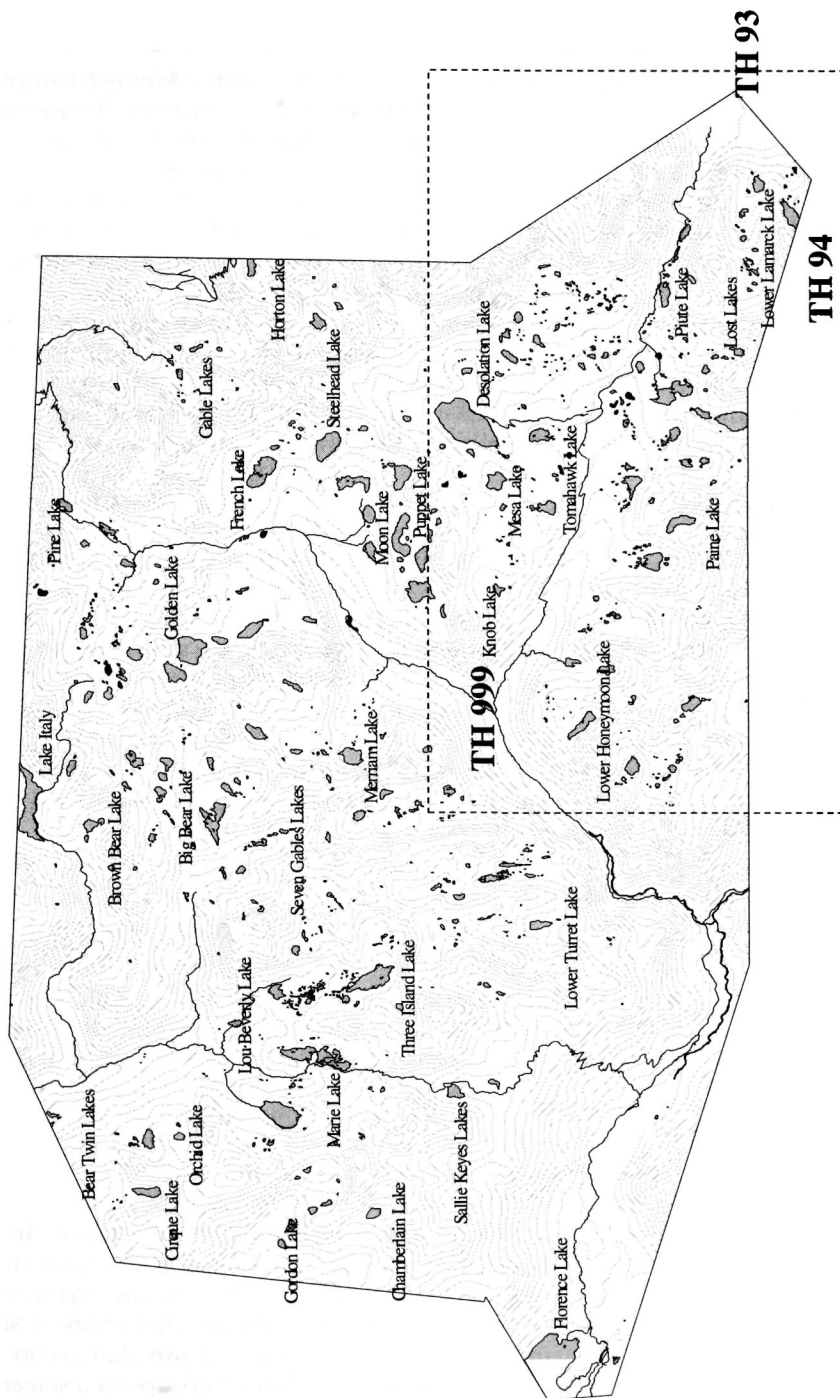 Lake Italy
Pine Lake
Bear Twin Lakes
Brown Bear Lake
Cirque Lake
Golden Lake
Big Bear Lake
Orchid Lake
Gable Lakes
French Lake
Lou Beverly Lake
Horton Lake
Gordon Lake
Seven Gables Lakes
Marie Lake
Steelhead Lake
Merriam Lake
Moon Lake
Chamberlain Lake
Three Island Lake
Puppet Lake
Sallie Keyes Lakes
TH 999
Desolation Lake
Knob Lake
Mesa Lake
Florence Lake
Lower Turret Lake
Tomahawk Lake
Lower Honeymoon Lake
Piute Lake
Paine Lake
Lost Lakes
TH 93
Lower Lamarck Lake
TH 94